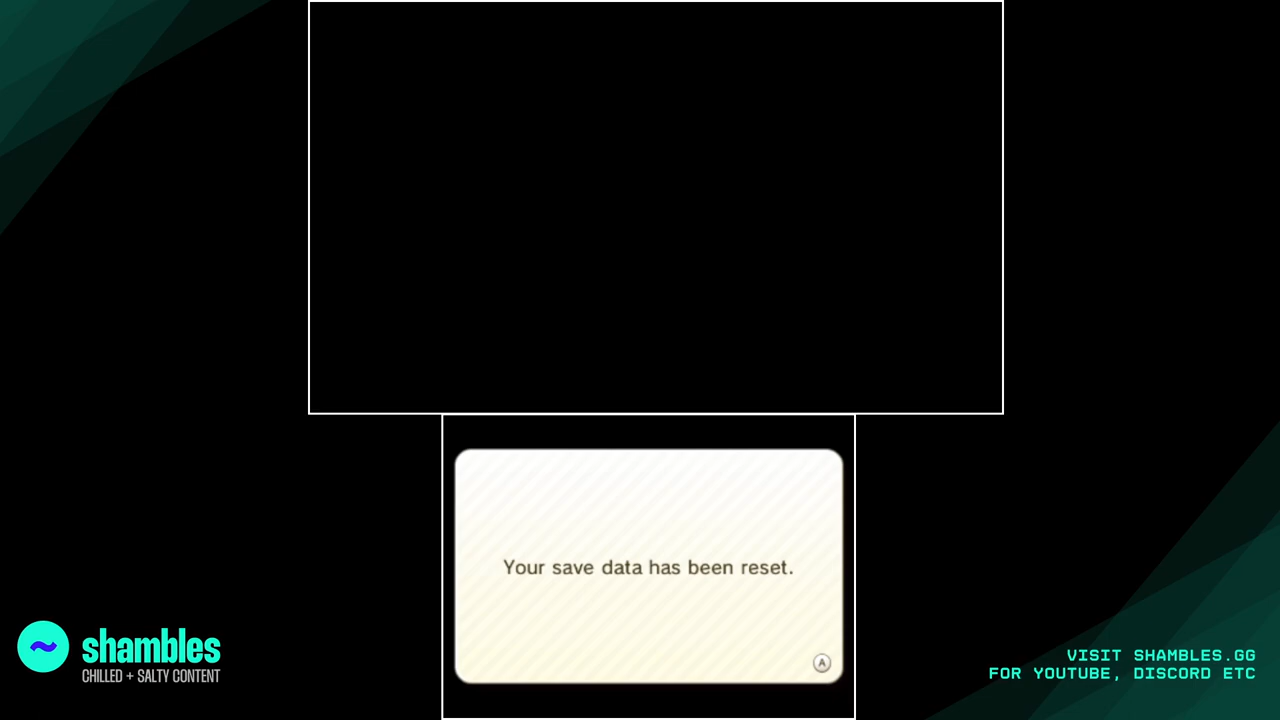 Your save data has been reset.
A
shambles
CHILLED + SALTY CONTENT
VISIT SHAMBLES.GG
FOR YOUTUBE, DISCORD ETC